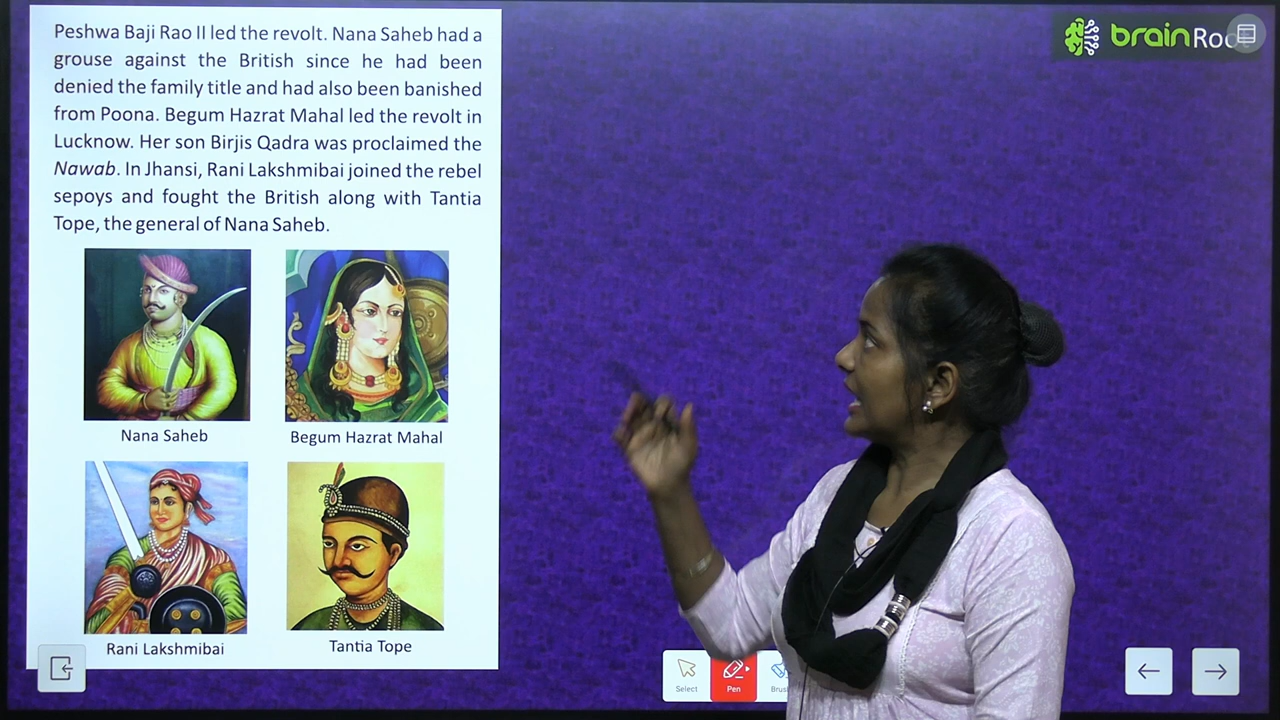 Peshwa Baji Rao II led the revolt. Nana Saheb had a
grouse against the British since he had been
denied the family title and had also been banished
from Poona. Begum Hazrat Mahal led the revolt in
Lucknow. Her son Birjis Qadra was proclaimed the
Nawab. In Jhansi, Rani Lakshmibai joined the rebel
sepoys and fought the British along with Tantia
Tope, the general of Nana Saheb.
Nana Saheb
Begum Hazrat Mahal
Rani Lakshmibai
Tantia Tope
brain
Select
Pen